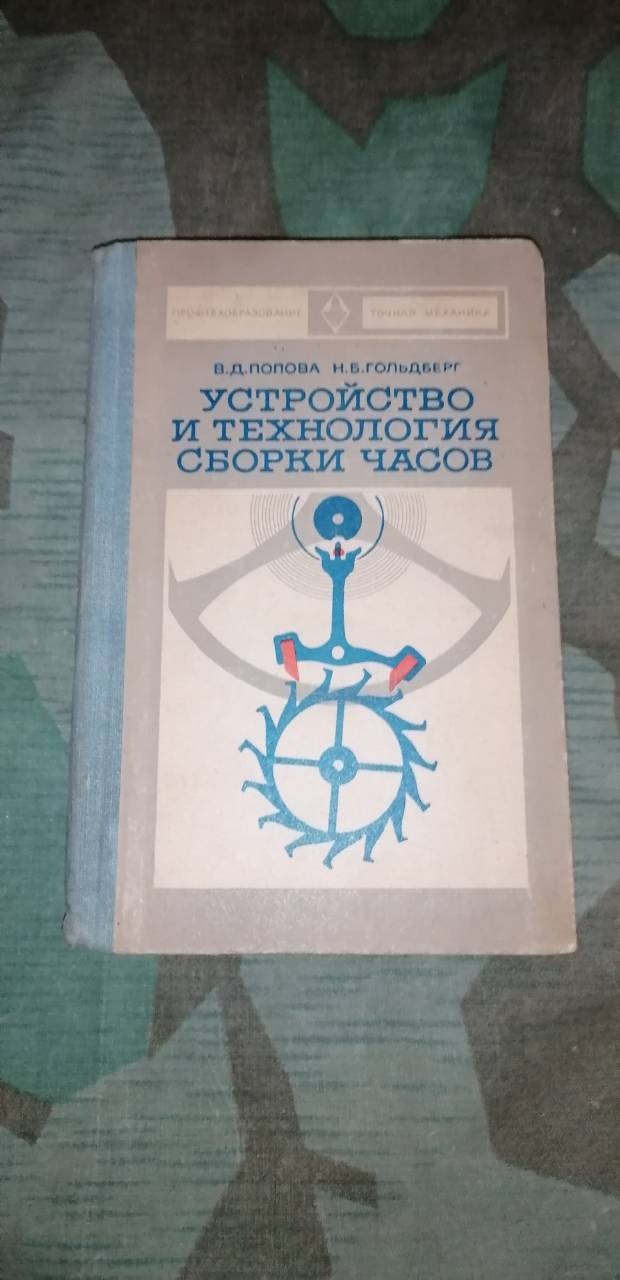 ПРОФТЕХОБРАЗОВАНИЕ ТОЧНАЯ МЕХАНИКА
В.Д.ПОПОВА Н.Б.ГОЛЬДБЕРГ
УСТРОЙСТВО
И ТЕХНОЛОГИЯ
СБОРКИ ЧАСОВ